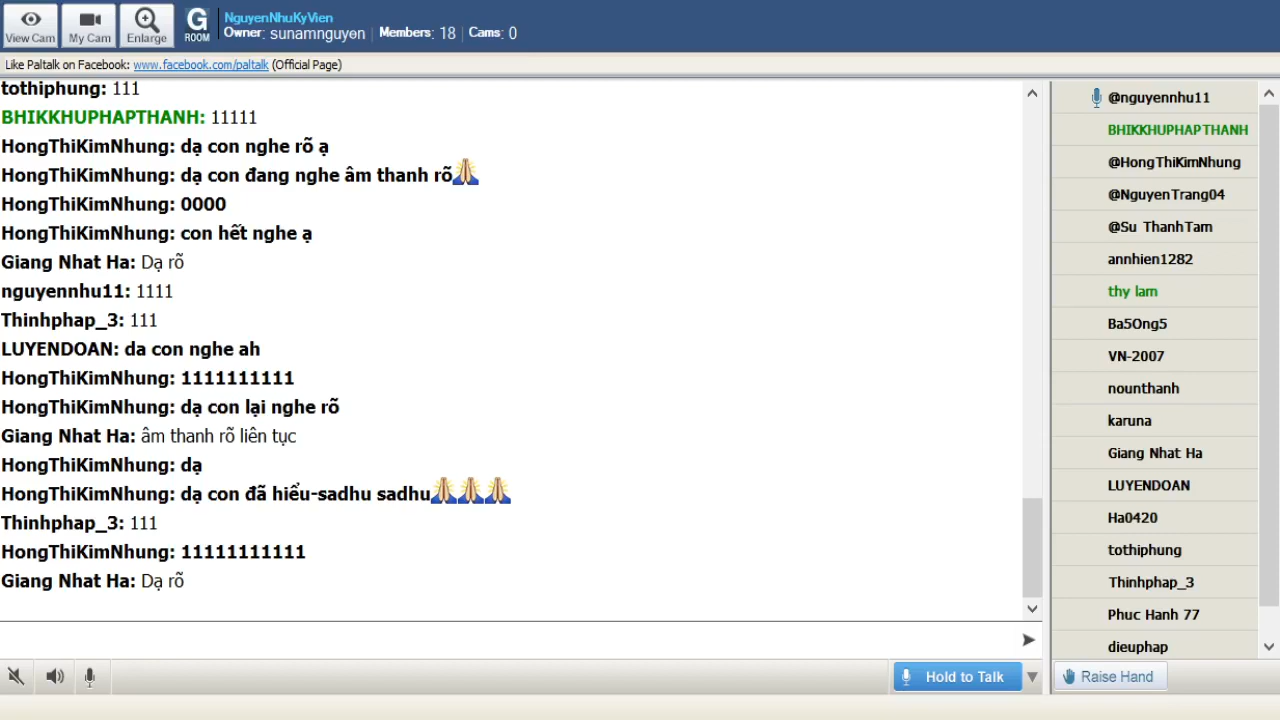 View Cam
My Cam
Enlarge
G
ROOM
NguyenNhuKyVien
Owner: sunamnguyen | Members: 18 | Cams: 0
Like Paltalk on Facebook: www.facebook.com/paltalk (Official Page)
tothiphung: 111
BHIKKHUPHAPTHANH: 11111
HongThiKimNhung: dạ con nghe rõ ạ
HongThiKimNhung: dạ con đang nghe âm thanh rõ
HongThiKimNhung: 0000
HongThiKimNhung: con hết nghe ạ
Giang Nhat Ha: Dạ rõ
nguyennhu11: 1111
Thinhphap_3: 111
LUYENDOAN: da con nghe ah
HongThiKimNhung: 1111111111
HongThiKimNhung: dạ con lại nghe rõ
Giang Nhat Ha: âm thanh rõ liên tục
HongThiKimNhung: dạ
HongThiKimNhung: dạ con đã hiểu-sadhu sadhu
Thinhphap_3: 111
HongThiKimNhung: 11111111111
Giang Nhat Ha: Dạ rõ
@nguyennhu11
BHIKKHUPHAPTHANH
@HongThiKimNhung
@NguyenTrang04
@Su ThanhTam
annhien1282
thy lam
Ba5Ong5
VN-2007
nounthanh
karuna
Giang Nhat Ha
LUYENDOAN
Ha0420
tothiphung
Thinhphap_3
Phuc Hanh 77
dieuphap
Hold to Talk
Raise Hand